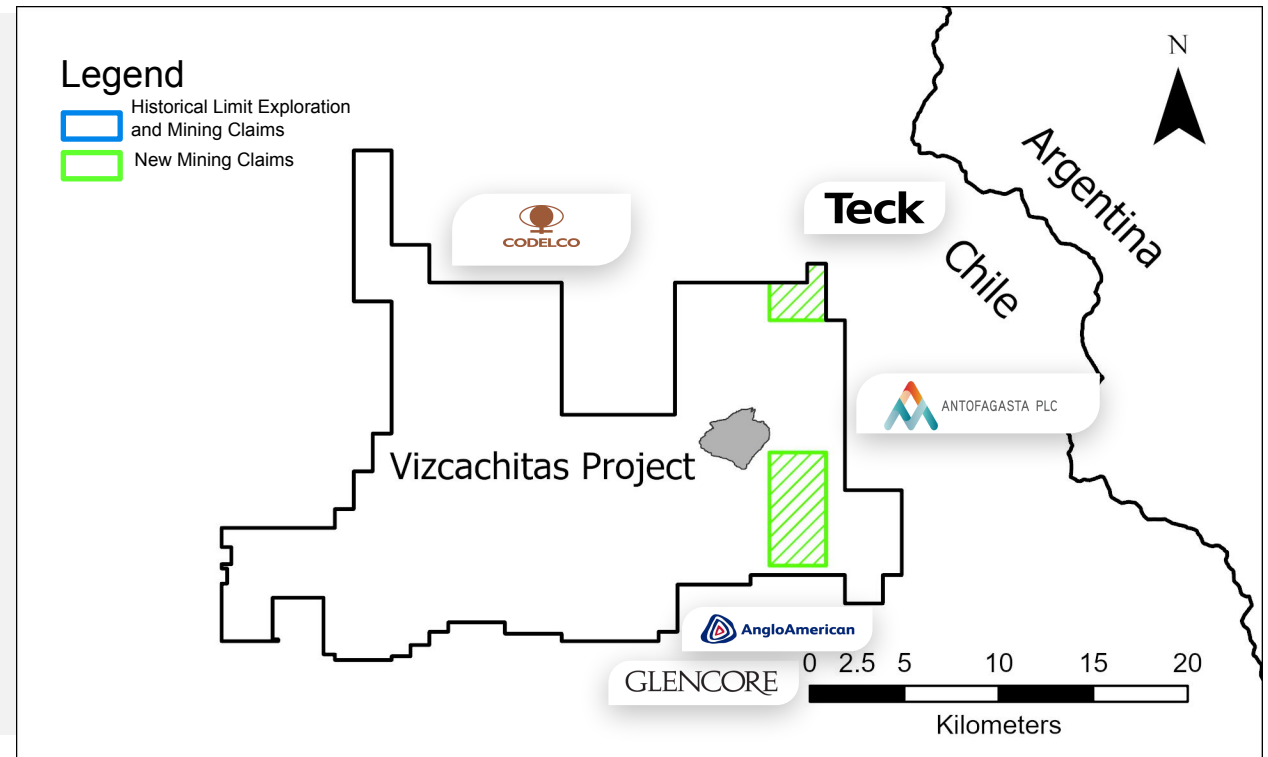 Legend
Historical Limit Exploration
and Mining Claims
New Mining Claims
N
Argentina
Chile
CODELCO
Teck
ANTOFAGASTA PLC
Vizcachitas Project
AngloAmerican
GLENCORE
0 2.5 5 10 15 20
Kilometers